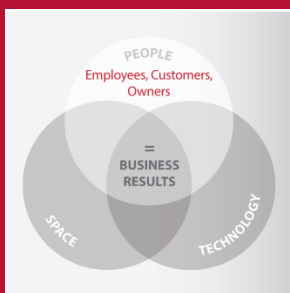 PEOPLE
Employees, Customers,
Owners
=
BUSINESS
RESULTS
SPACE
TECHNOLOGY